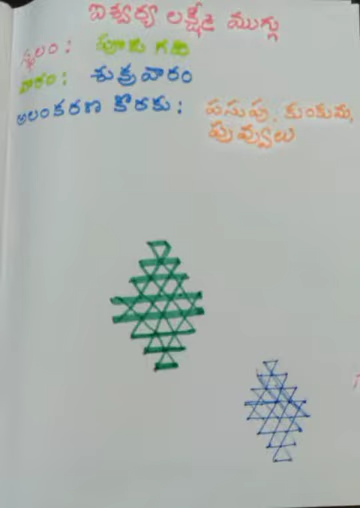 ఐశ్వర్య లక్ష్మీ ముగ్గు
స్థలం: పూజ గది
వారం: శుక్రవారం
అలంకరణ కొరకు: పసుపు, కుంకుమ,
పువ్వులు